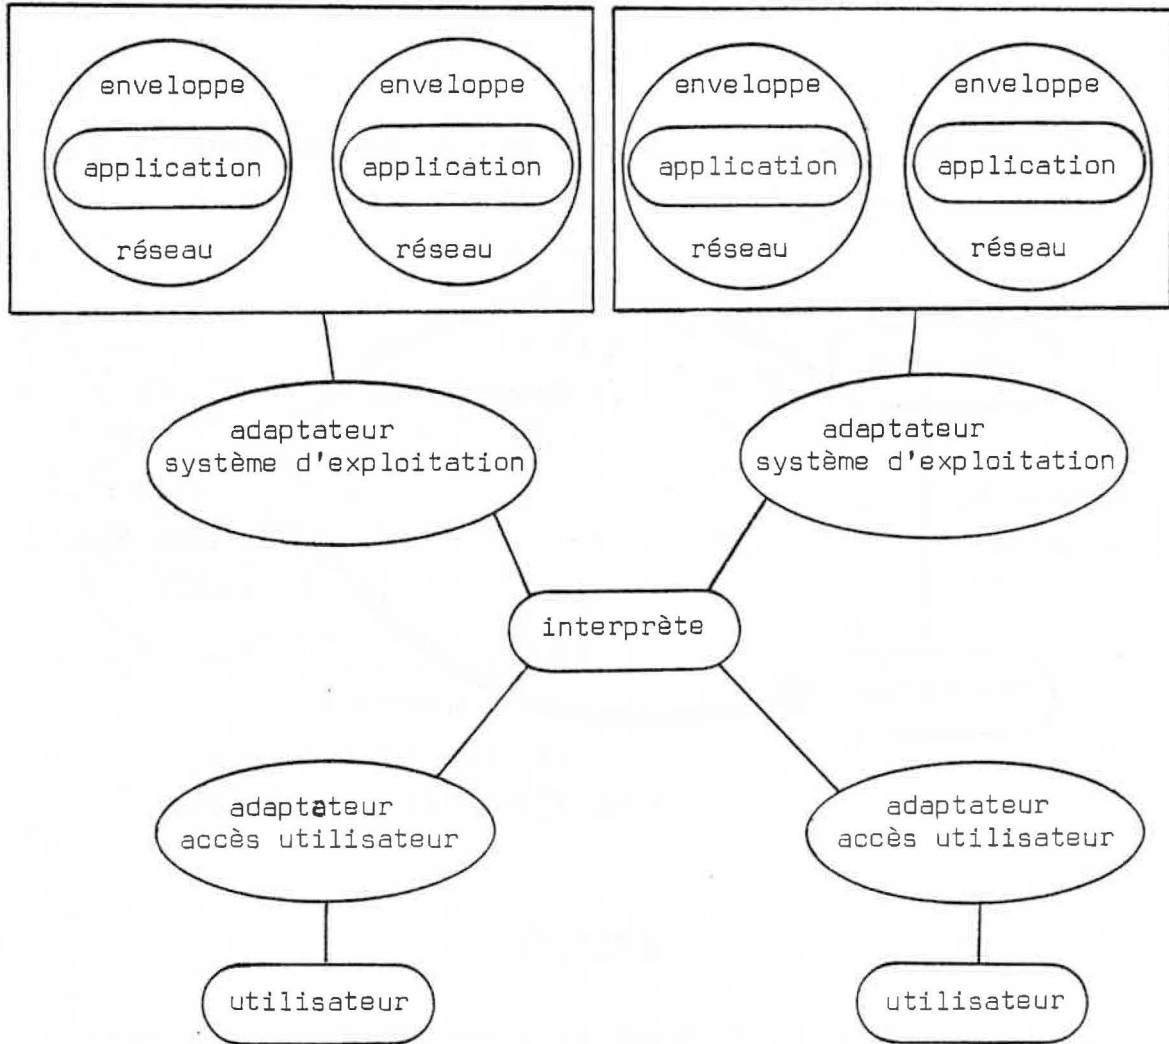 enveloppe
application
réseau
enveloppe
application
réseau
enveloppe
application
réseau
enveloppe
application
réseau
adaptateur
système d'exploitation
adaptateur
système d'exploitation
interprète
adaptateur
accès utilisateur
adaptateur
accès utilisateur
utilisateur
utilisateur